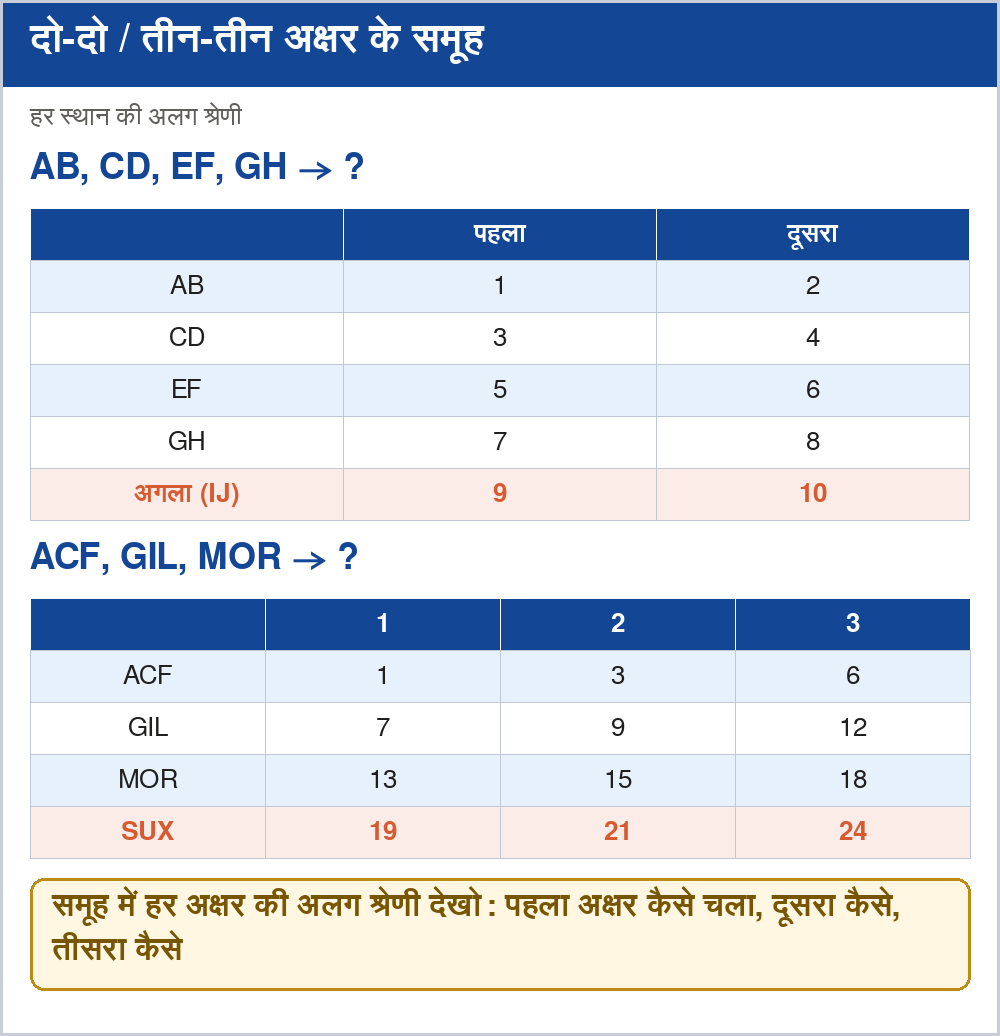 दो-दो / तीन-तीन अक्षर के समूह
हर स्थान की अलग श्रेणी
AB, CD, EF, GH → ?
पहला दूसरा
AB 1 2
CD 3 4
EF 5 6
GH 7 8
अगला (IJ) 9 10
ACF, GIL, MOR → ?
1 2 3
ACF 1 3 6
GIL 7 9 12
MOR 13 15 18
SUX 19 21 24
समूह में हर अक्षर की अलग श्रेणी देखो : पहला अक्षर कैसे चला, दूसरा कैसे,
तीसरा कैसे